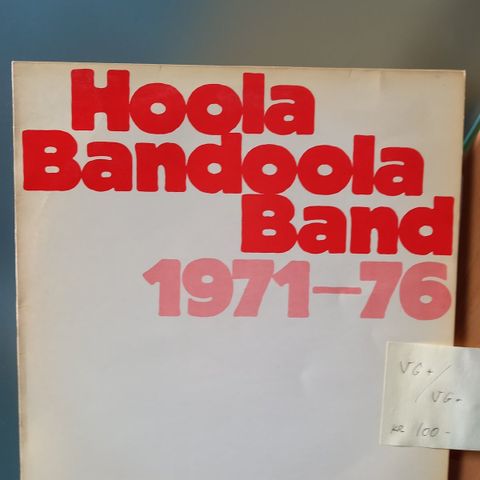 Hoola
Bandoola
Band
1971–76
VG+/
VG+
KR 100-